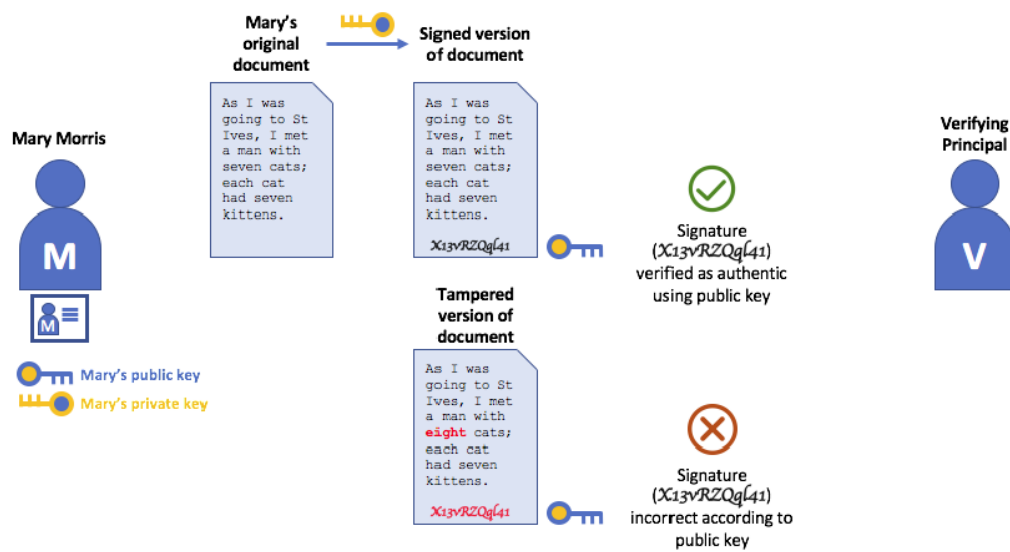 Mary's
original
document
Signed version
of document
As I was
going to St
Ives, I met
a man with
seven cats;
each cat
had seven
kittens.
As I was
going to St
Ives, I met
a man with
seven cats;
each cat
had seven
kittens.
X13vRZQql41
Mary Morris
M
M
Mary's public key
Mary's private key
Signature
(X13vRZQql41)
verified as authentic
using public key
Verifying
Principal
V
Tampered
version of
document
As I was
going to St
Ives, I met
a man with
eight cats;
each cat
had seven
kittens.
X13vRZQql41
Signature
(X13vRZQql41)
incorrect according to
public key